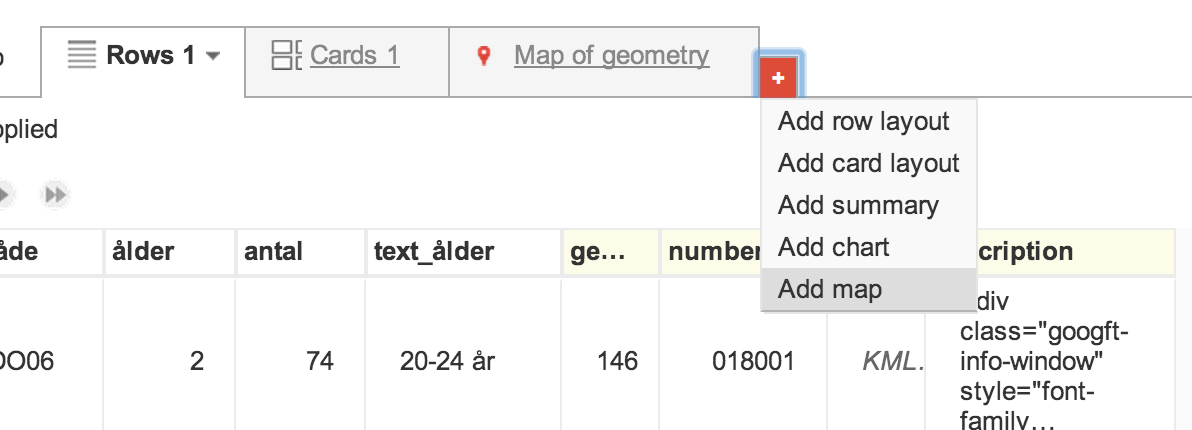 Rows 1
Cards 1
Map of geometry
+
Add row layout
Add card layout
Add summary
Add chart
Add map
pplied
åde
ålder
antal
text_ålder
ge…
number
cription
DO06
2
74
20-24 år
146
018001
KML.
div
class="googft-
info-window"
style="font-
family…